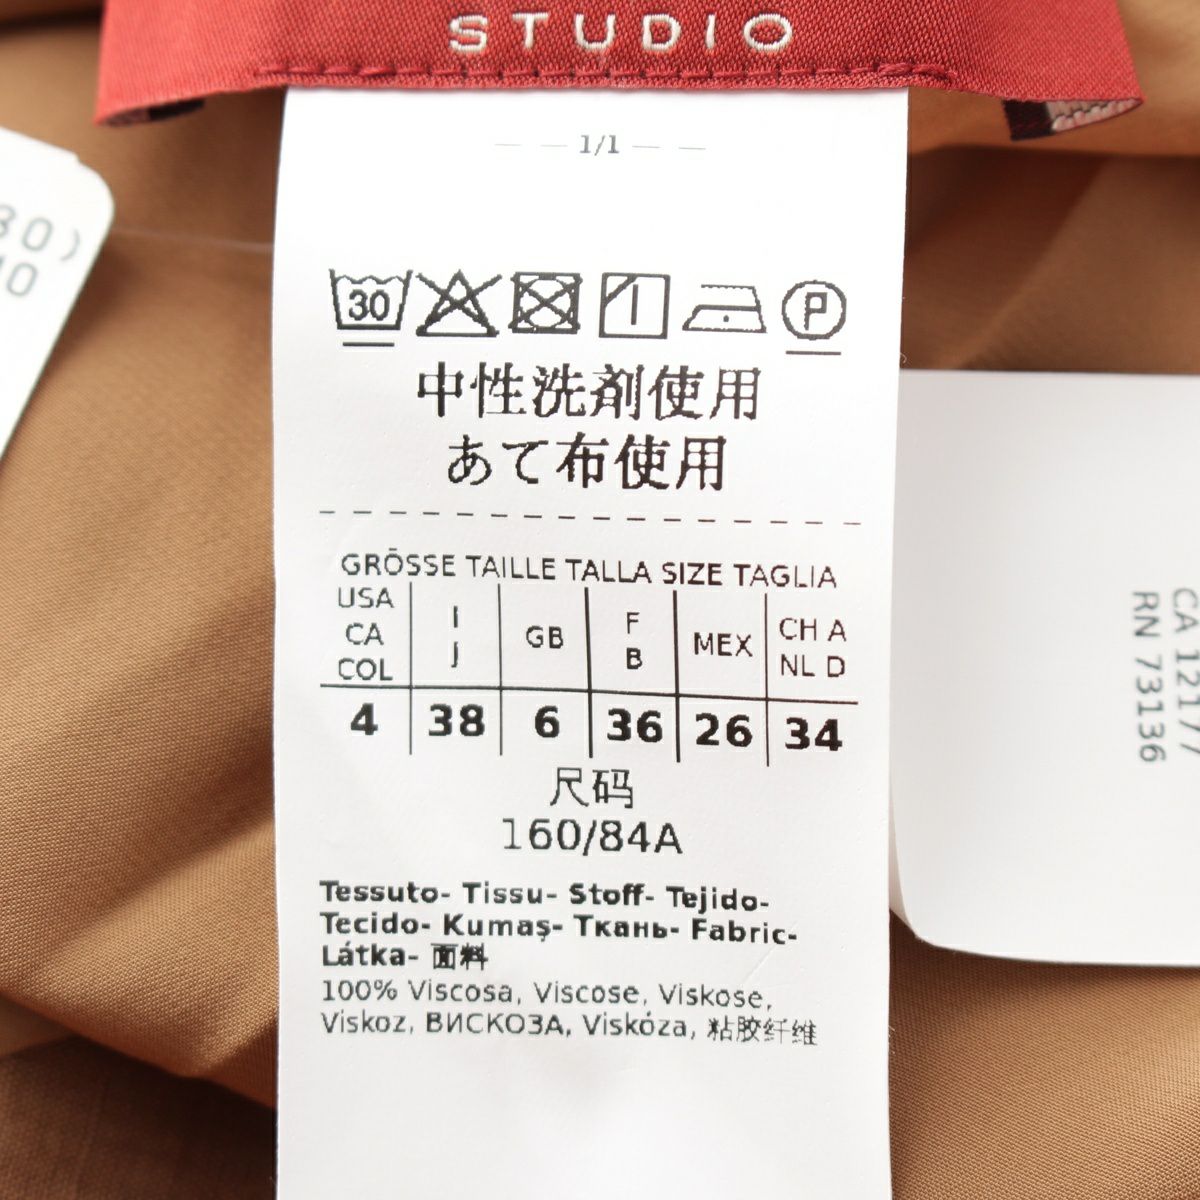 STUDIO
1/1
30
P
中性洗剤使用
あて布使用
GRÖSSE TAILLE TALLA SIZE TAGLIA
USA CA COL | I J | GB | F B | MEX | CH A NL D
4 | 38 | 6 | 36 | 26 | 34
尺码
160/84A
Tessuto- Tissu- Stoff- Tejido-
Tecido- Kumaş- Ткань- Fabric-
Látka- 面料
100% Viscosa, Viscose, Viskose,
Viskoz, ВИСКОЗА, Viskóza, 粘胶纤维
CA 12177
RN 73136